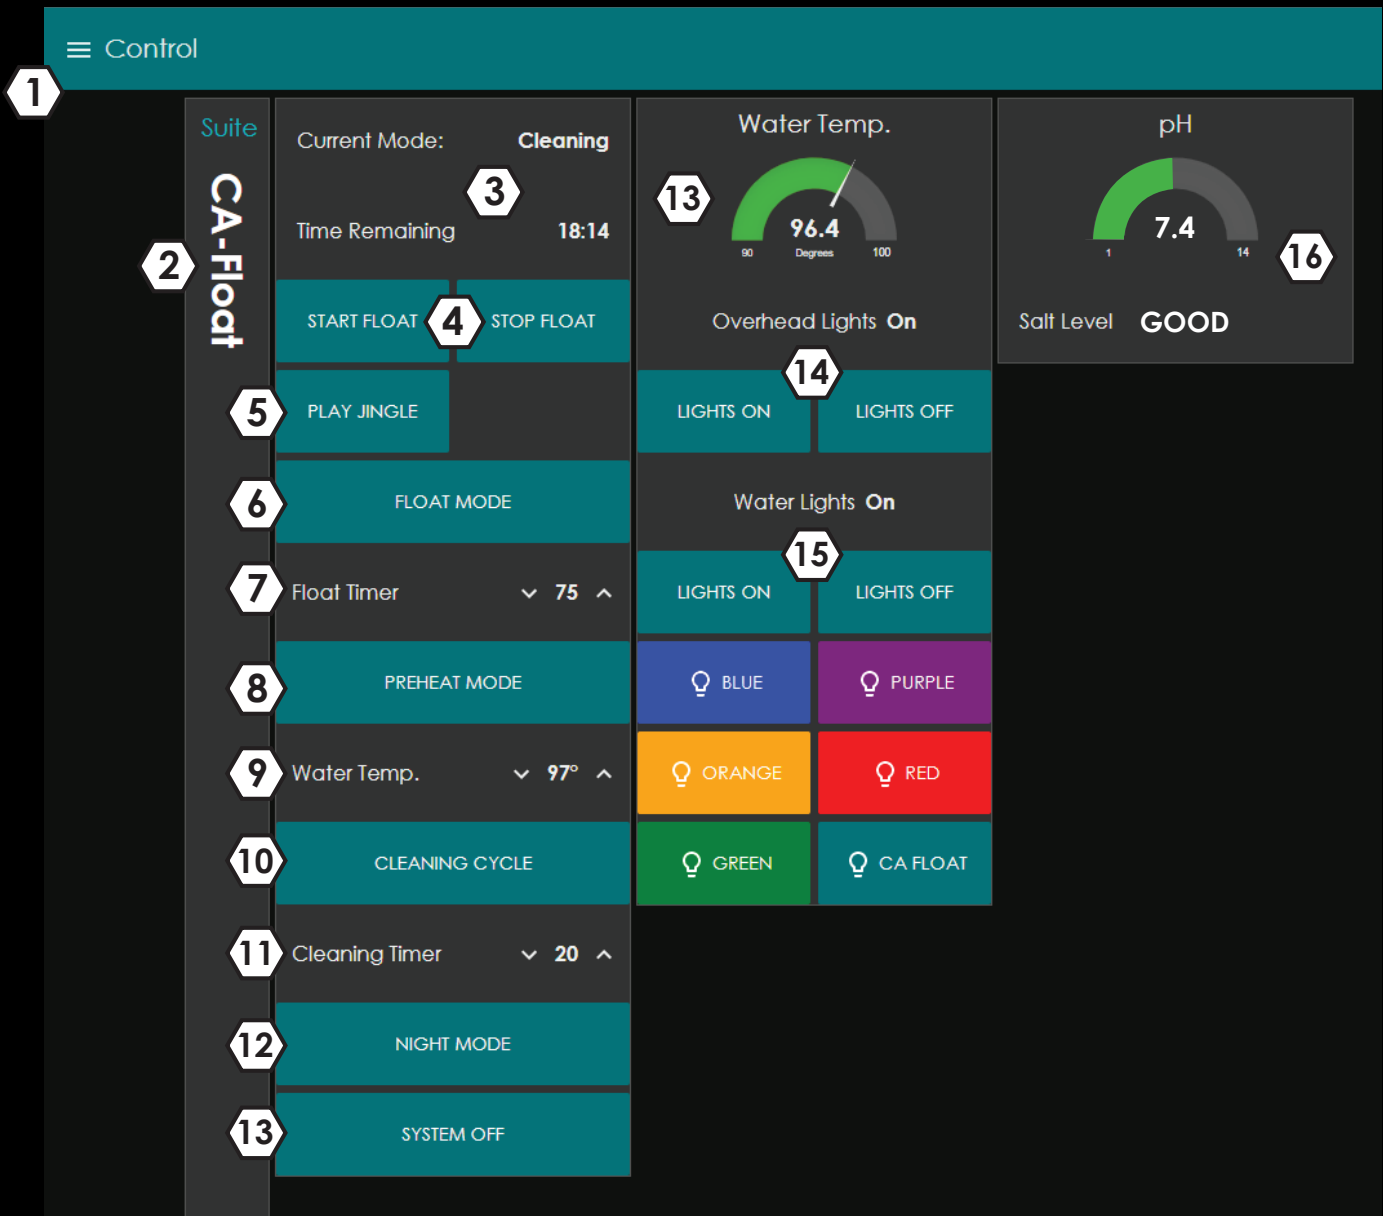 Control
1
Suite
CA-Float
2
Current Mode: Cleaning
3
Time Remaining 18:14
START FLOAT 4 STOP FLOAT
5 PLAY JINGLE
6 FLOAT MODE
7 Float Timer 75
8 PREHEAT MODE
9 Water Temp. 97°
10 CLEANING CYCLE
11 Cleaning Timer 20
12 NIGHT MODE
13 SYSTEM OFF
Water Temp.
13
96.4
90 Degrees 100
Overhead Lights On
14
LIGHTS ON LIGHTS OFF
Water Lights On
15
LIGHTS ON LIGHTS OFF
BLUE PURPLE
ORANGE RED
GREEN CA FLOAT
pH
7.4
1 14
16
Salt Level GOOD